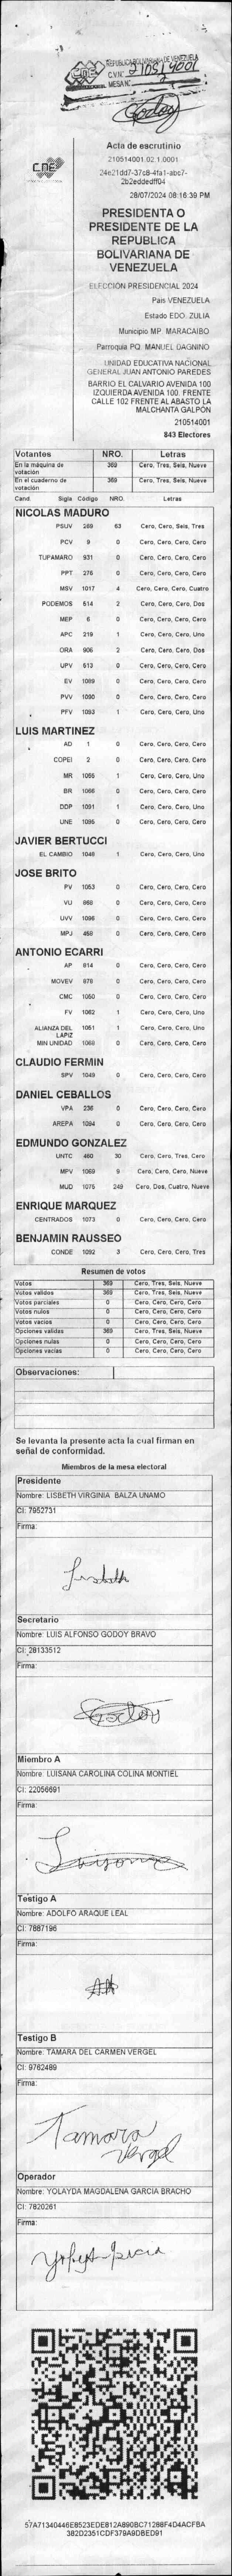 REPÚBLICA BOLIVARIANA DE VENEZUELA
CNE C.V.N° 210514001
MESA N°
Godoy
Acta de escrutinio
CNE
210514001.02.1.0001
24e21dd7-37c8-4fa1-abc7-
2b2eddedff04
28/07/2024 08:16:39 PM
PRESIDENTA O
PRESIDENTE DE LA
REPUBLICA
BOLIVARIANA DE
VENEZUELA
ELECCIÓN PRESIDENCIAL 2024
Pais VENEZUELA
Estado EDO. ZULIA
Municipio MP. MARACAIBO
Parroquia PQ. MANUEL DAGNINO
UNIDAD EDUCATIVA NACIONAL
GENERAL JUAN ANTONIO PAREDES
BARRIO EL CALVARIO AVENIDA 100
IZQUIERDA AVENIDA 100. FRENTE
CALLE 102 FRENTE AL ABASTO LA
MALCHANTA GALPÓN
210514001
843 Electores
Votantes NRO. Letras
En la máquina de votación 369 Cero, Tres, Seis, Nueve
En el cuaderno de votación 369 Cero, Tres, Seis, Nueve
Cand. Sigla Código NRO. Letras
NICOLAS MADURO
PSUV 289 63 Cero, Cero, Seis, Tres
PCV 9 0 Cero, Cero, Cero, Cero
TUPAMARO 931 0 Cero, Cero, Cero, Cero
PPT 276 0 Cero, Cero, Cero, Cero
MSV 1017 4 Cero, Cero, Cero, Cuatro
PODEMOS 514 2 Cero, Cero, Cero, Dos
MEP 6 0 Cero, Cero, Cero, Cero
APC 219 1 Cero, Cero, Cero, Uno
ORA 906 2 Cero, Cero, Cero, Dos
UPV 513 0 Cero, Cero, Cero, Cero
EV 1089 0 Cero, Cero, Cero, Cero
PVV 1090 0 Cero, Cero, Cero, Cero
PFV 1093 1 Cero, Cero, Cero, Uno
LUIS MARTINEZ
AD 1 0 Cero, Cero, Cero, Cero
COPEI 2 0 Cero, Cero, Cero, Cero
MR 1055 1 Cero, Cero, Cero, Uno
BR 1066 0 Cero, Cero, Cero, Cero
DDP 1091 1 Cero, Cero, Cero, Uno
UNE 1095 0 Cero, Cero, Cero, Cero
JAVIER BERTUCCI
EL CAMBIO 1048 1 Cero, Cero, Cero, Uno
JOSE BRITO
PV 1053 0 Cero, Cero, Cero, Cero
VU 868 0 Cero, Cero, Cero, Cero
UVV 1096 0 Cero, Cero, Cero, Cero
MPJ 458 0 Cero, Cero, Cero, Cero
ANTONIO ECARRI
AP 814 0 Cero, Cero, Cero, Cero
MOVEV 878 0 Cero, Cero, Cero, Cero
CMC 1050 0 Cero, Cero, Cero, Cero
FV 1062 1 Cero, Cero, Cero, Uno
ALIANZA DEL LAPIZ 1051 1 Cero, Cero, Cero, Uno
MIN UNIDAD 1068 0 Cero, Cero, Cero, Cero
CLAUDIO FERMIN
SPV 1049 0 Cero, Cero, Cero, Cero
DANIEL CEBALLOS
VPA 236 0 Cero, Cero, Cero, Cero
AREPA 1094 0 Cero, Cero, Cero, Cero
EDMUNDO GONZALEZ
UNTC 460 30 Cero, Cero, Tres, Cero
MPV 1069 9 Cero, Cero, Cero, Nueve
MUD 1075 249 Cero, Dos, Cuatro, Nueve
ENRIQUE MARQUEZ
CENTRADOS 1073 0 Cero, Cero, Cero, Cero
BENJAMIN RAUSSEO
CONDE 1092 3 Cero, Cero, Cero, Tres
Resumen de votos
Votos 369 Cero, Tres, Seis, Nueve
Votos validos 369 Cero, Tres, Seis, Nueve
Votos parciales 0 Cero, Cero, Cero, Cero
Votos nulos 0 Cero, Cero, Cero, Cero
Votos vacios 0 Cero, Cero, Cero, Cero
Opciones validas 369 Cero, Tres, Seis, Nueve
Opciones nulas 0 Cero, Cero, Cero, Cero
Opciones vacias 0 Cero, Cero, Cero, Cero
Observaciones:
Se levanta la presente acta la cual firman en
señal de conformidad.
Miembros de la mesa electoral
Presidente
Nombre: LISBETH VIRGINIA BALZA UNAMO
CI: 7952731
Firma:
Lisbeth
Secretario
Nombre: LUIS ALFONSO GODOY BRAVO
CI: 28133512
Firma:
Godoy
Miembro A
Nombre: LUISANA CAROLINA COLINA MONTIEL
CI: 22056691
Firma:
Testigo A
Nombre: ADOLFO ARAQUE LEAL
CI: 7887196
Firma:
Testigo B
Nombre: TAMARA DEL CARMEN VERGEL
CI: 9762489
Firma:
Tamara
Vergel
Operador
Nombre: YOLAYDA MAGDALENA GARCIA BRACHO
CI: 7820261
Firma:
57A71340446E8523EDE812A890BC71286F4D4ACFBA
382D2351CDF379A9DBED91